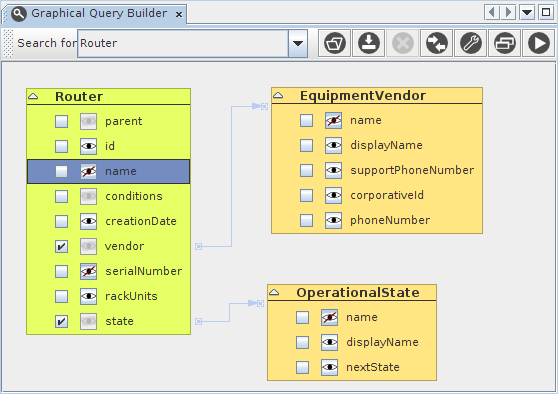 Graphical Query Builder
Search for Router
Router
parent
id
name
conditions
creationDate
vendor
serialNumber
rackUnits
state
EquipmentVendor
name
displayName
supportPhoneNumber
corporativeId
phoneNumber
OperationalState
name
displayName
nextState